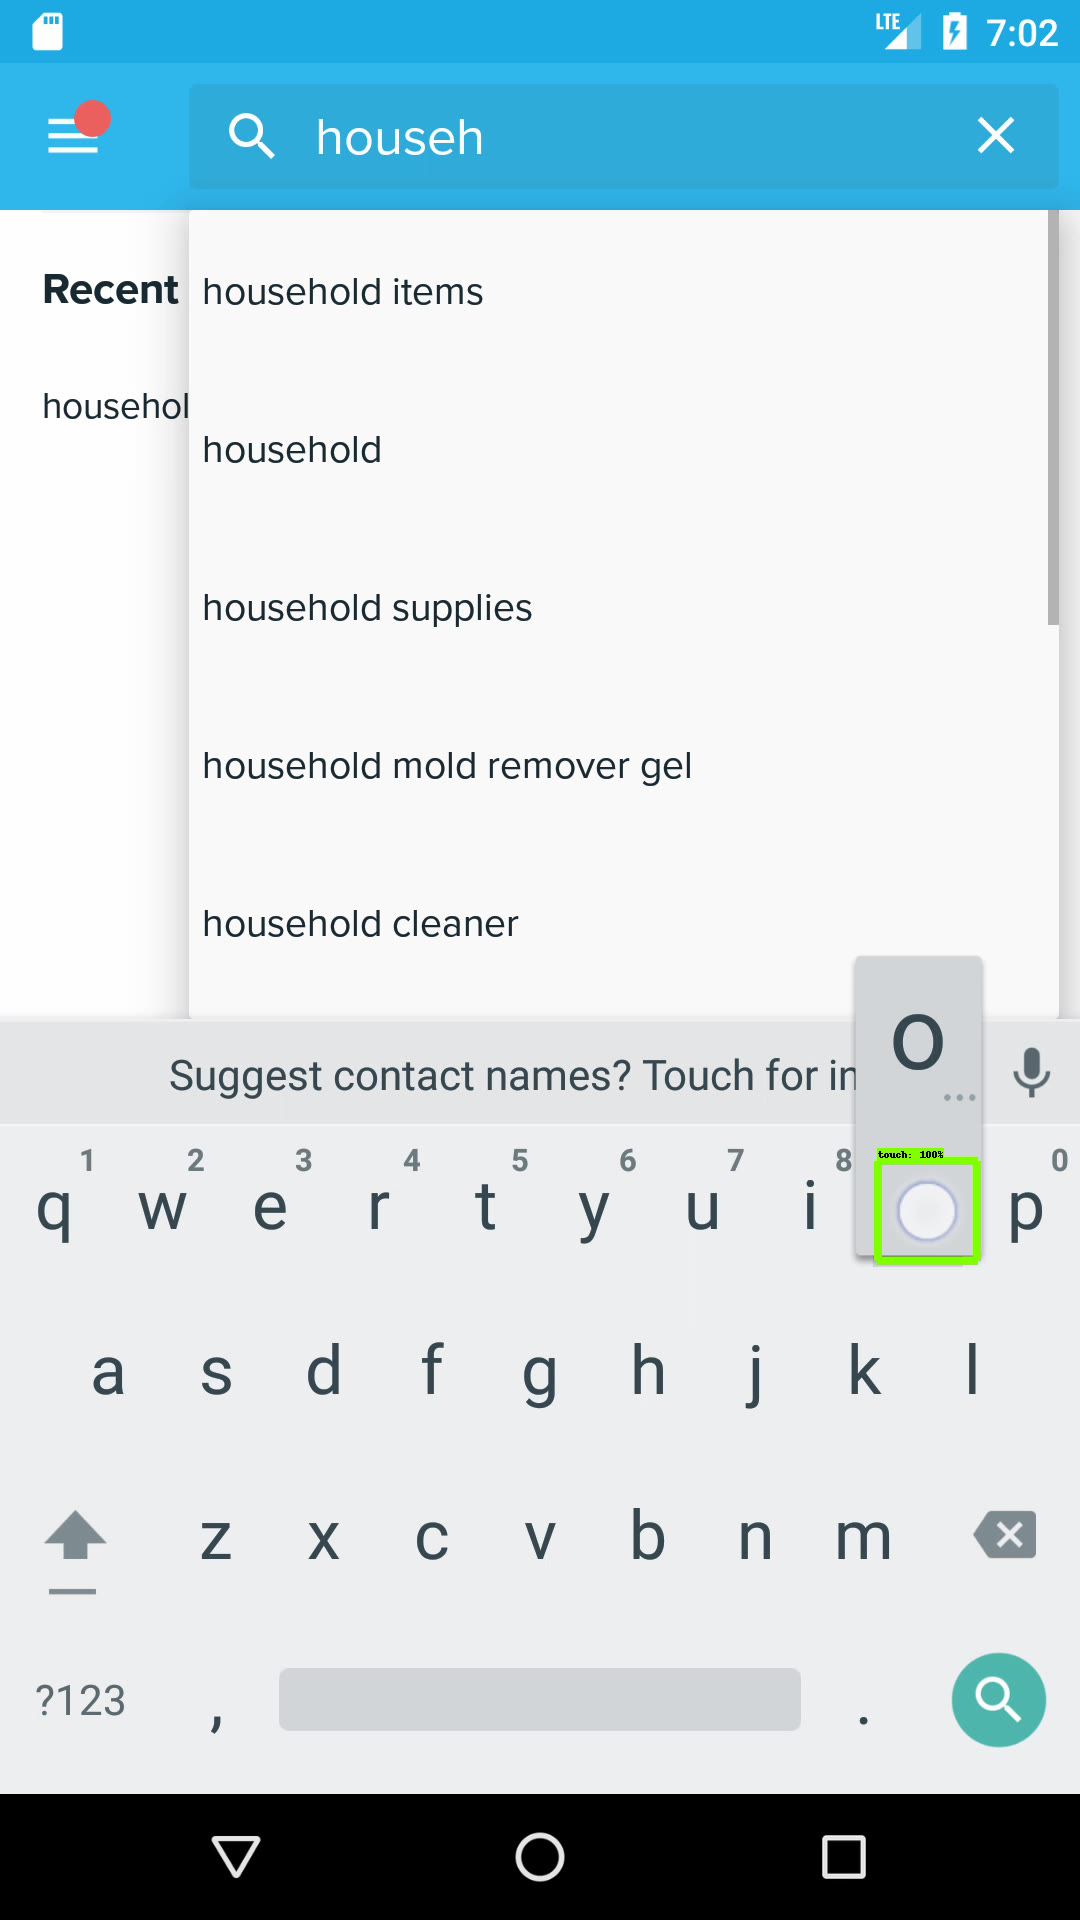 LTE 7:02
househ
Recent
househol
household items
household
household supplies
household mold remover gel
household cleaner
Suggest contact names? Touch for in
o
...
touch: 100%
1 2 3 4 5 6 7 8 0
q w e r t y u i p
a s d f g h j k l
z x c v b n m
?123 , .